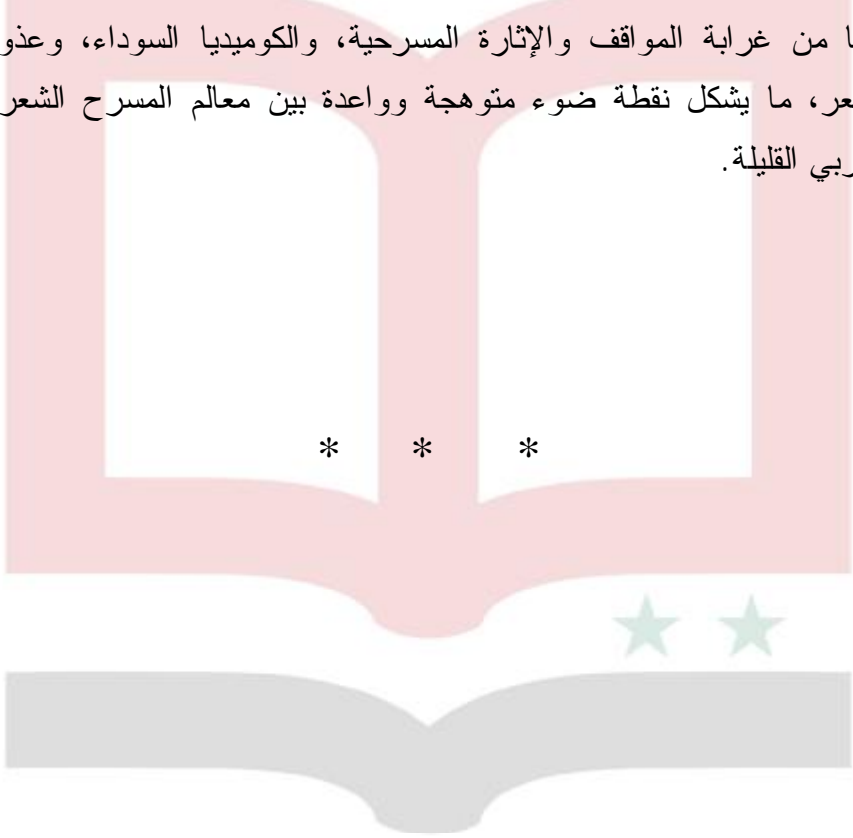 من غرابة المواقف والإثارة المسرحية، والكوميديا السوداء،
ما يشكل نقطة ضوء متوهجة وواعدة بين معالم المسرح
القليلة.
* * *